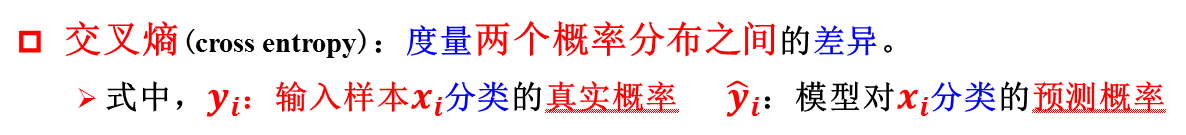 交叉熵(cross entropy)：度量两个概率分布之间的差异。
式中，yᵢ：输入样本xᵢ分类的真实概率 ŷᵢ：模型对xᵢ分类的预测概率